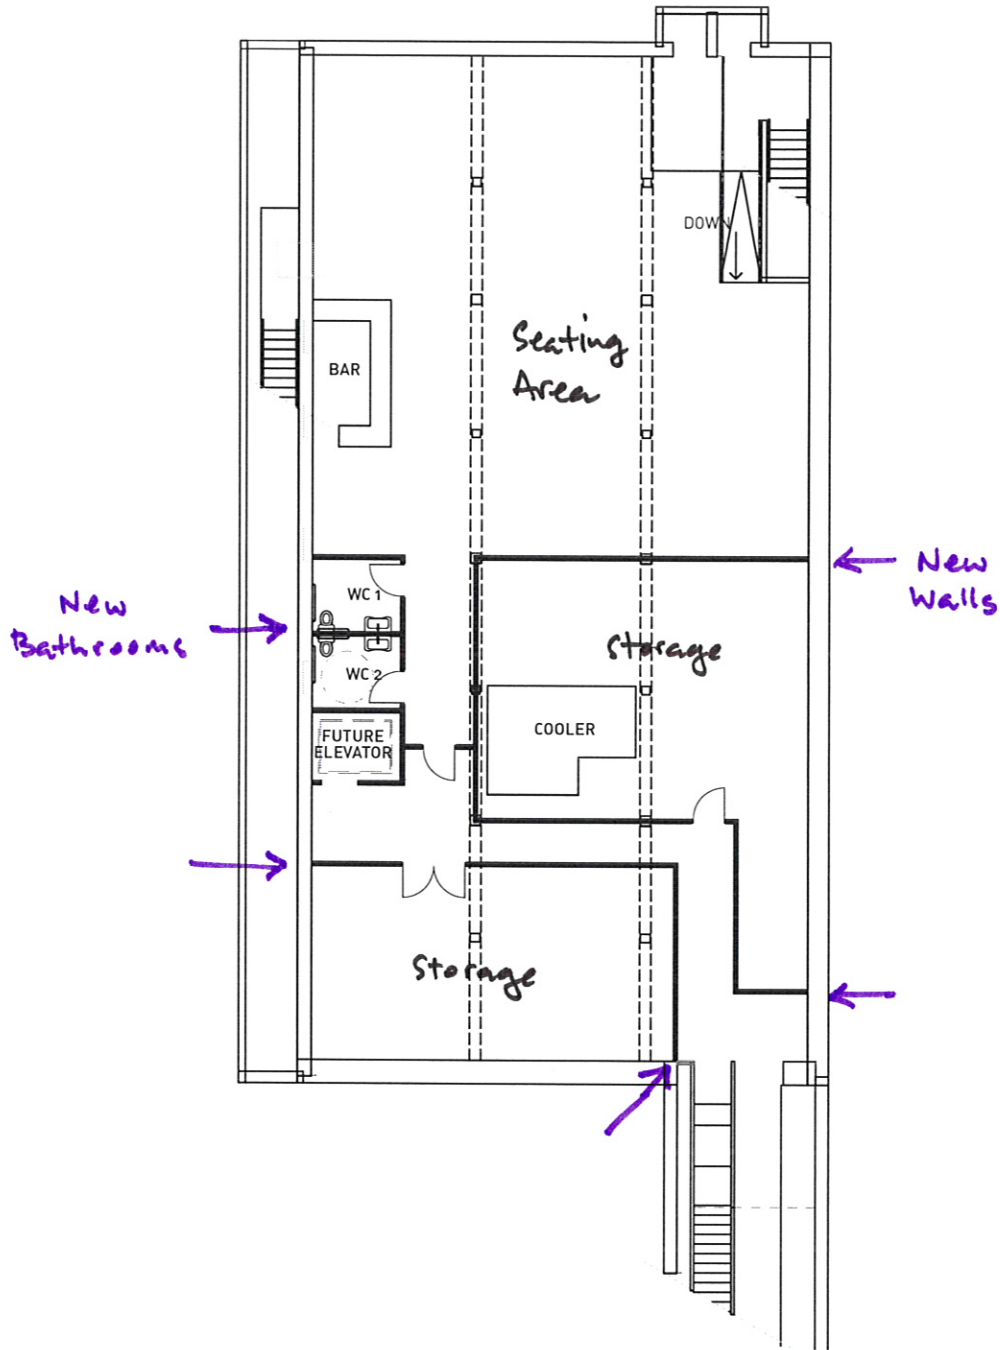 DOWN
Seating
Area
BAR
New
Walls
WC 1
New
Bathrooms
Storage
WC 2
COOLER
FUTURE
ELEVATOR
Storage